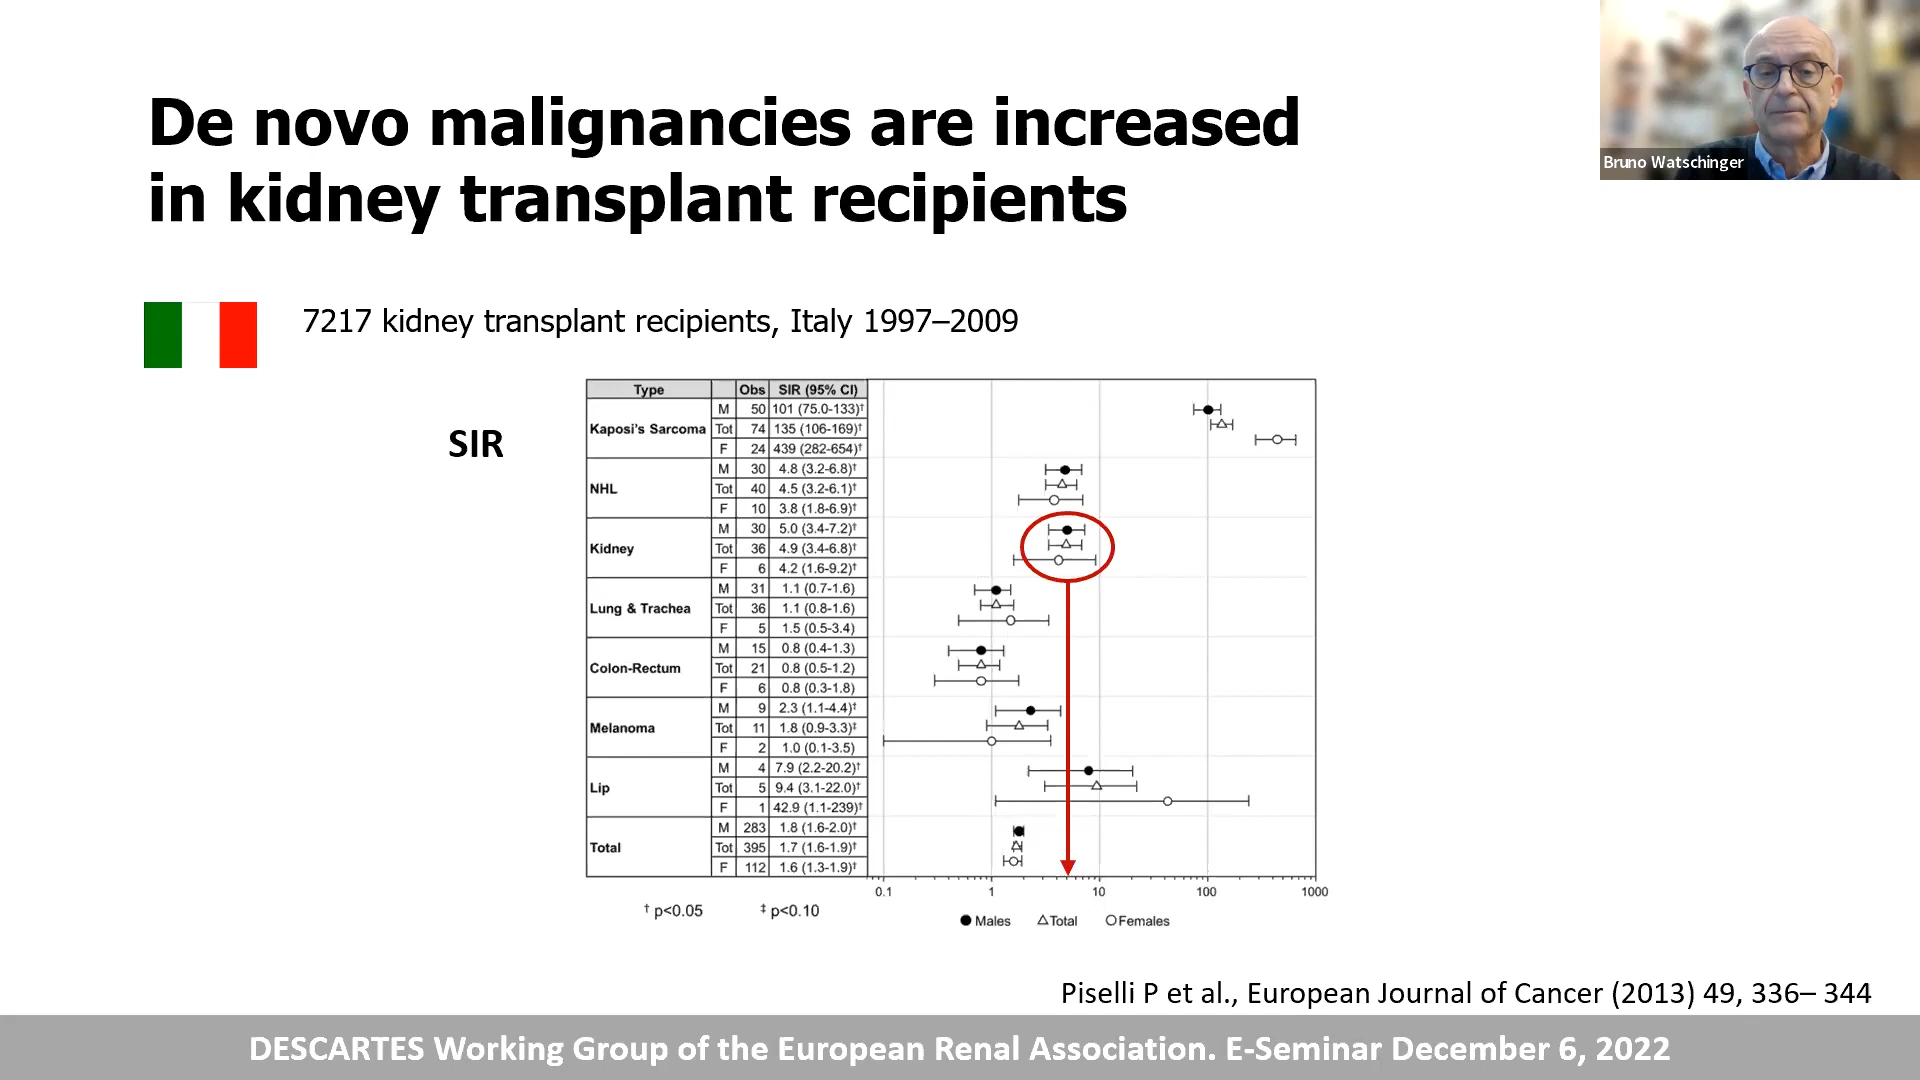 De novo malignancies are increased
in kidney transplant recipients
Bruno Watschinger
7217 kidney transplant recipients, Italy 1997–2009
SIR
Type Obs SIR (95% CI)
Kaposi's Sarcoma
M 50 101 (75.0-133)†
Tot 74 135 (106-169)†
F 24 439 (282-654)†
NHL
M 30 4.8 (3.2-6.8)†
Tot 40 4.5 (3.2-6.1)†
F 10 3.8 (1.8-6.9)†
Kidney
M 30 5.0 (3.4-7.2)†
Tot 36 4.9 (3.4-6.8)†
F 6 4.2 (1.6-9.2)†
Lung & Trachea
M 31 1.1 (0.7-1.6)
Tot 36 1.1 (0.8-1.6)
F 5 1.5 (0.5-3.4)
Colon-Rectum
M 15 0.8 (0.4-1.3)
Tot 21 0.8 (0.5-1.2)
F 6 0.8 (0.3-1.8)
Melanoma
M 9 2.3 (1.1-4.4)‡
Tot 11 1.8 (0.9-3.3)‡
F 2 1.0 (0.1-3.5)
Lip
M 4 7.9 (2.2-20.2)†
Tot 5 9.4 (3.1-22.0)†
F 1 42.9 (1.1-239)†
Total
M 283 1.8 (1.6-2.0)†
Tot 395 1.7 (1.6-1.9)†
F 112 1.6 (1.3-1.9)†
0.1 1 10 100 1000
† p<0.05 ‡ p<0.10
Males Total Females
Piselli P et al., European Journal of Cancer (2013) 49, 336– 344
DESCARTES Working Group of the European Renal Association. E-Seminar December 6, 2022